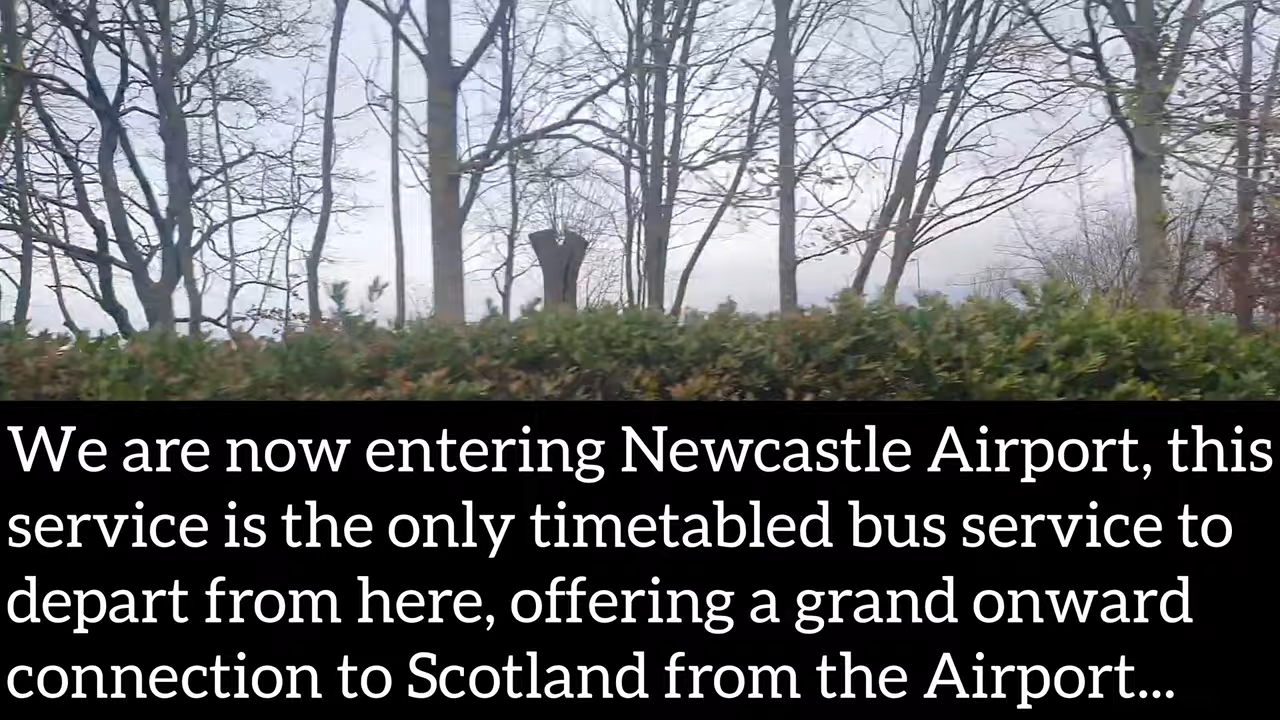 We are now entering Newcastle Airport, this
service is the only timetabled bus service to
depart from here, offering a grand onward
connection to Scotland from the Airport...